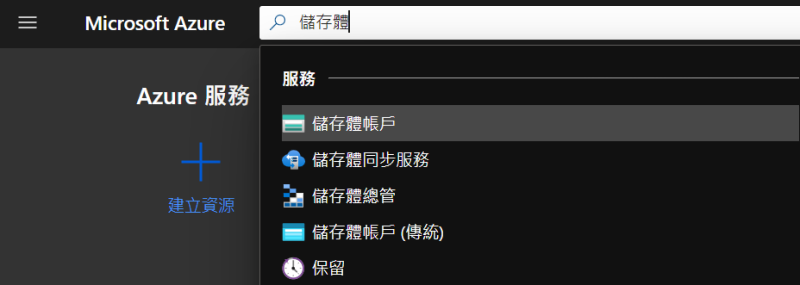 Microsoft Azure
儲存體
Azure 服務
建立資源
服務
儲存體帳戶
儲存體同步服務
儲存體總管
儲存體帳戶 (傳統)
保留